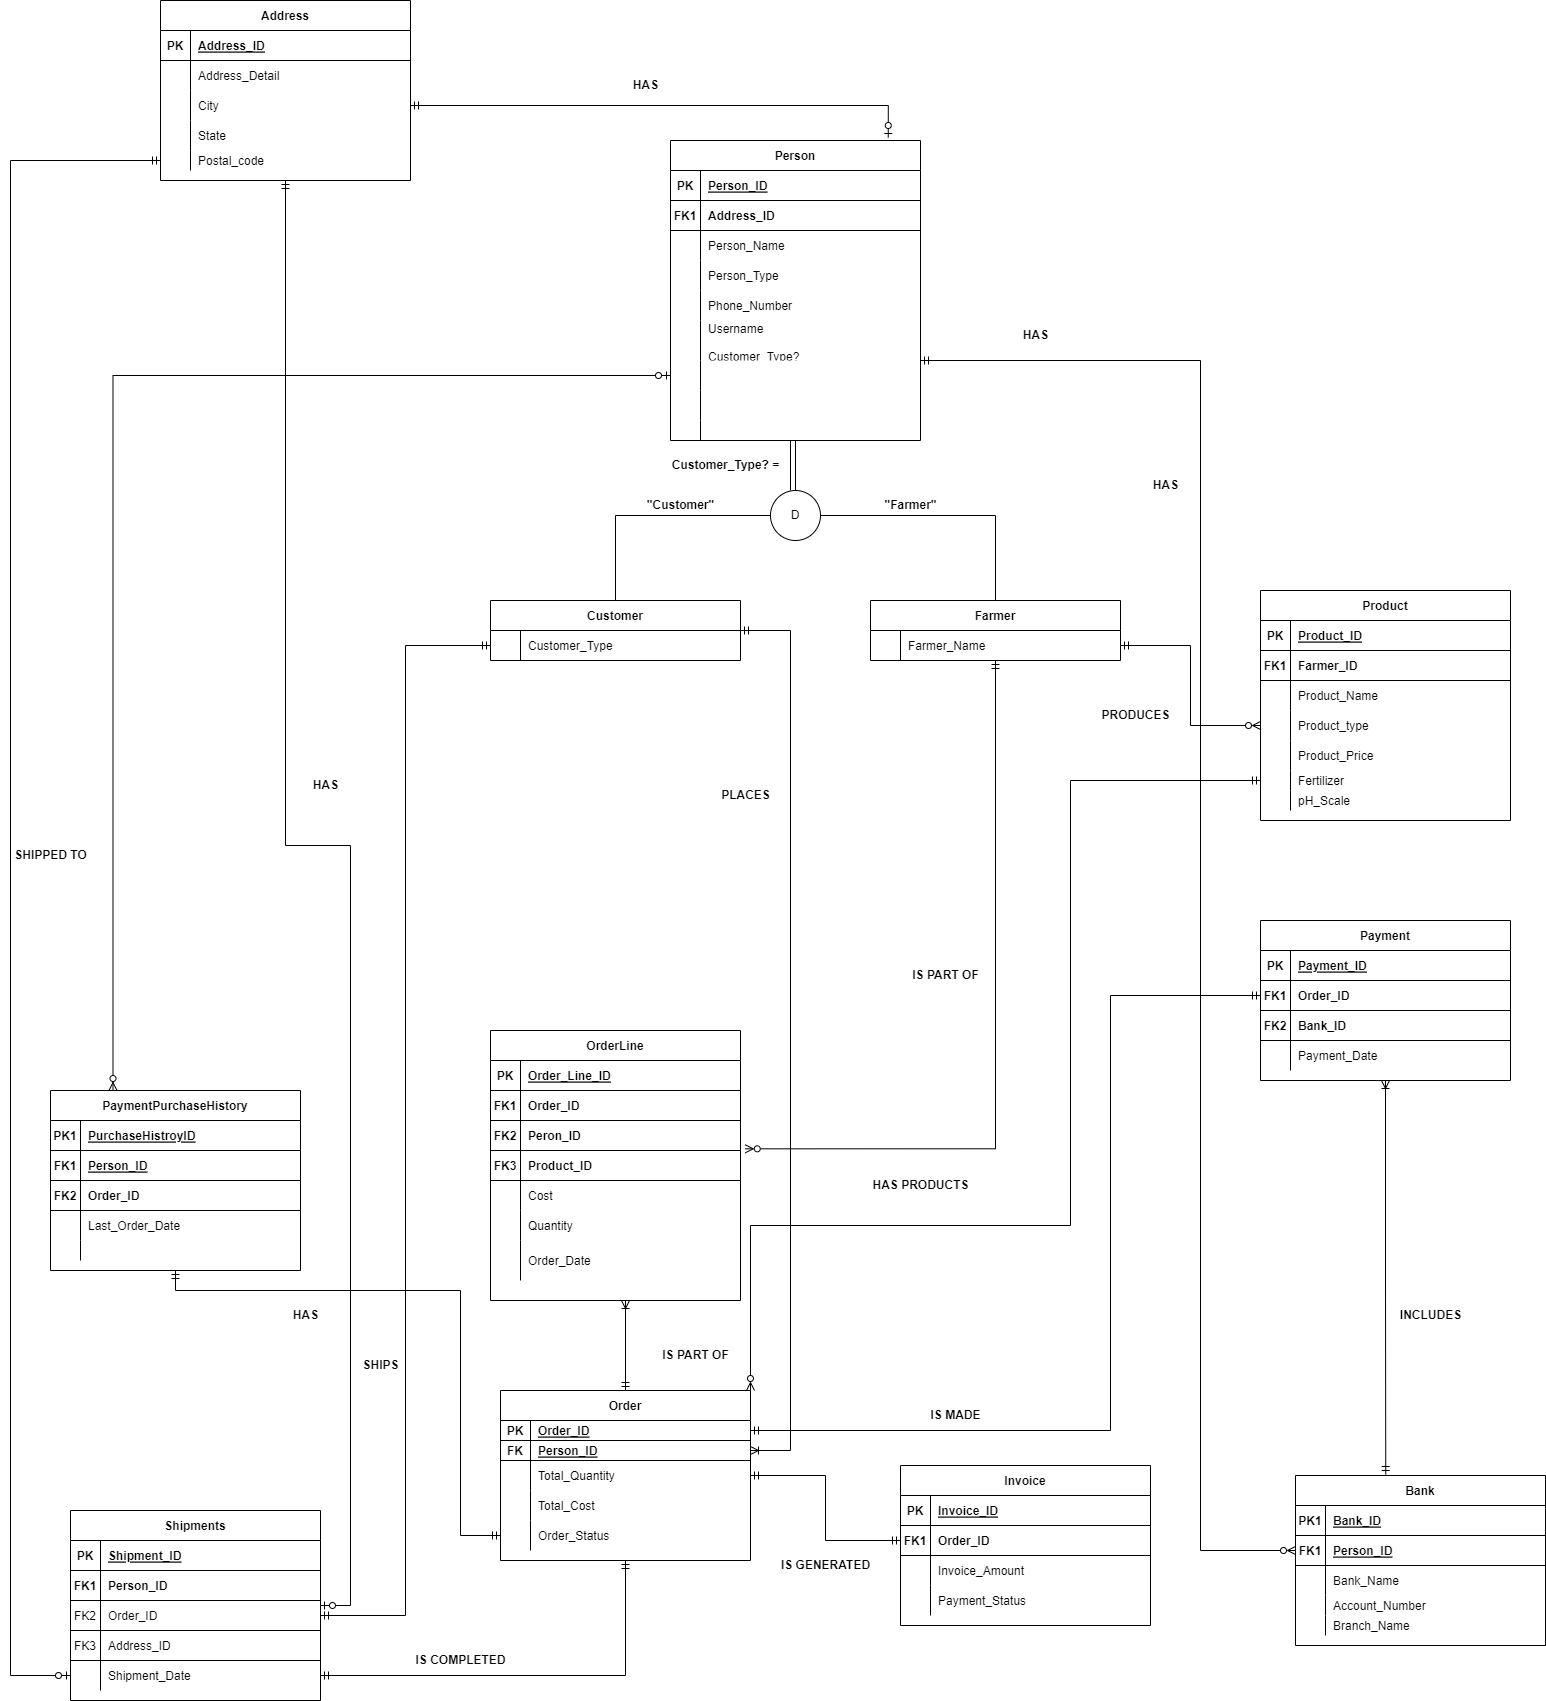 Address
PK Address_ID
Address_Detail
City
State
Postal_code
HAS
Person
PK Person_ID
FK1 Address_ID
Person_Name
Person_Type
Phone_Number
Username
Customer_Type?
HAS
Customer_Type? =
"Customer"
"Farmer"
D
HAS
Customer
Customer_Type
Farmer
Farmer_Name
Product
PK Product_ID
FK1 Farmer_ID
Product_Name
Product_type
Product_Price
Fertilizer
pH_Scale
PRODUCES
HAS
PLACES
SHIPPED TO
IS PART OF
Payment
PK Payment_ID
FK1 Order_ID
FK2 Bank_ID
Payment_Date
OrderLine
PK Order_Line_ID
FK1 Order_ID
FK2 Peron_ID
FK3 Product_ID
Cost
Quantity
Order_Date
PaymentPurchaseHistory
PK1 PurchaseHistroyID
FK1 Person_ID
FK2 Order_ID
Last_Order_Date
HAS PRODUCTS
HAS
INCLUDES
IS PART OF
SHIPS
Order
PK Order_ID
FK Person_ID
Total_Quantity
Total_Cost
Order_Status
IS MADE
Invoice
PK Invoice_ID
FK1 Order_ID
Invoice_Amount
Payment_Status
IS GENERATED
Bank
PK1 Bank_ID
FK1 Person_ID
Bank_Name
Account_Number
Branch_Name
Shipments
PK Shipment_ID
FK1 Person_ID
FK2 Order_ID
FK3 Address_ID
Shipment_Date
IS COMPLETED